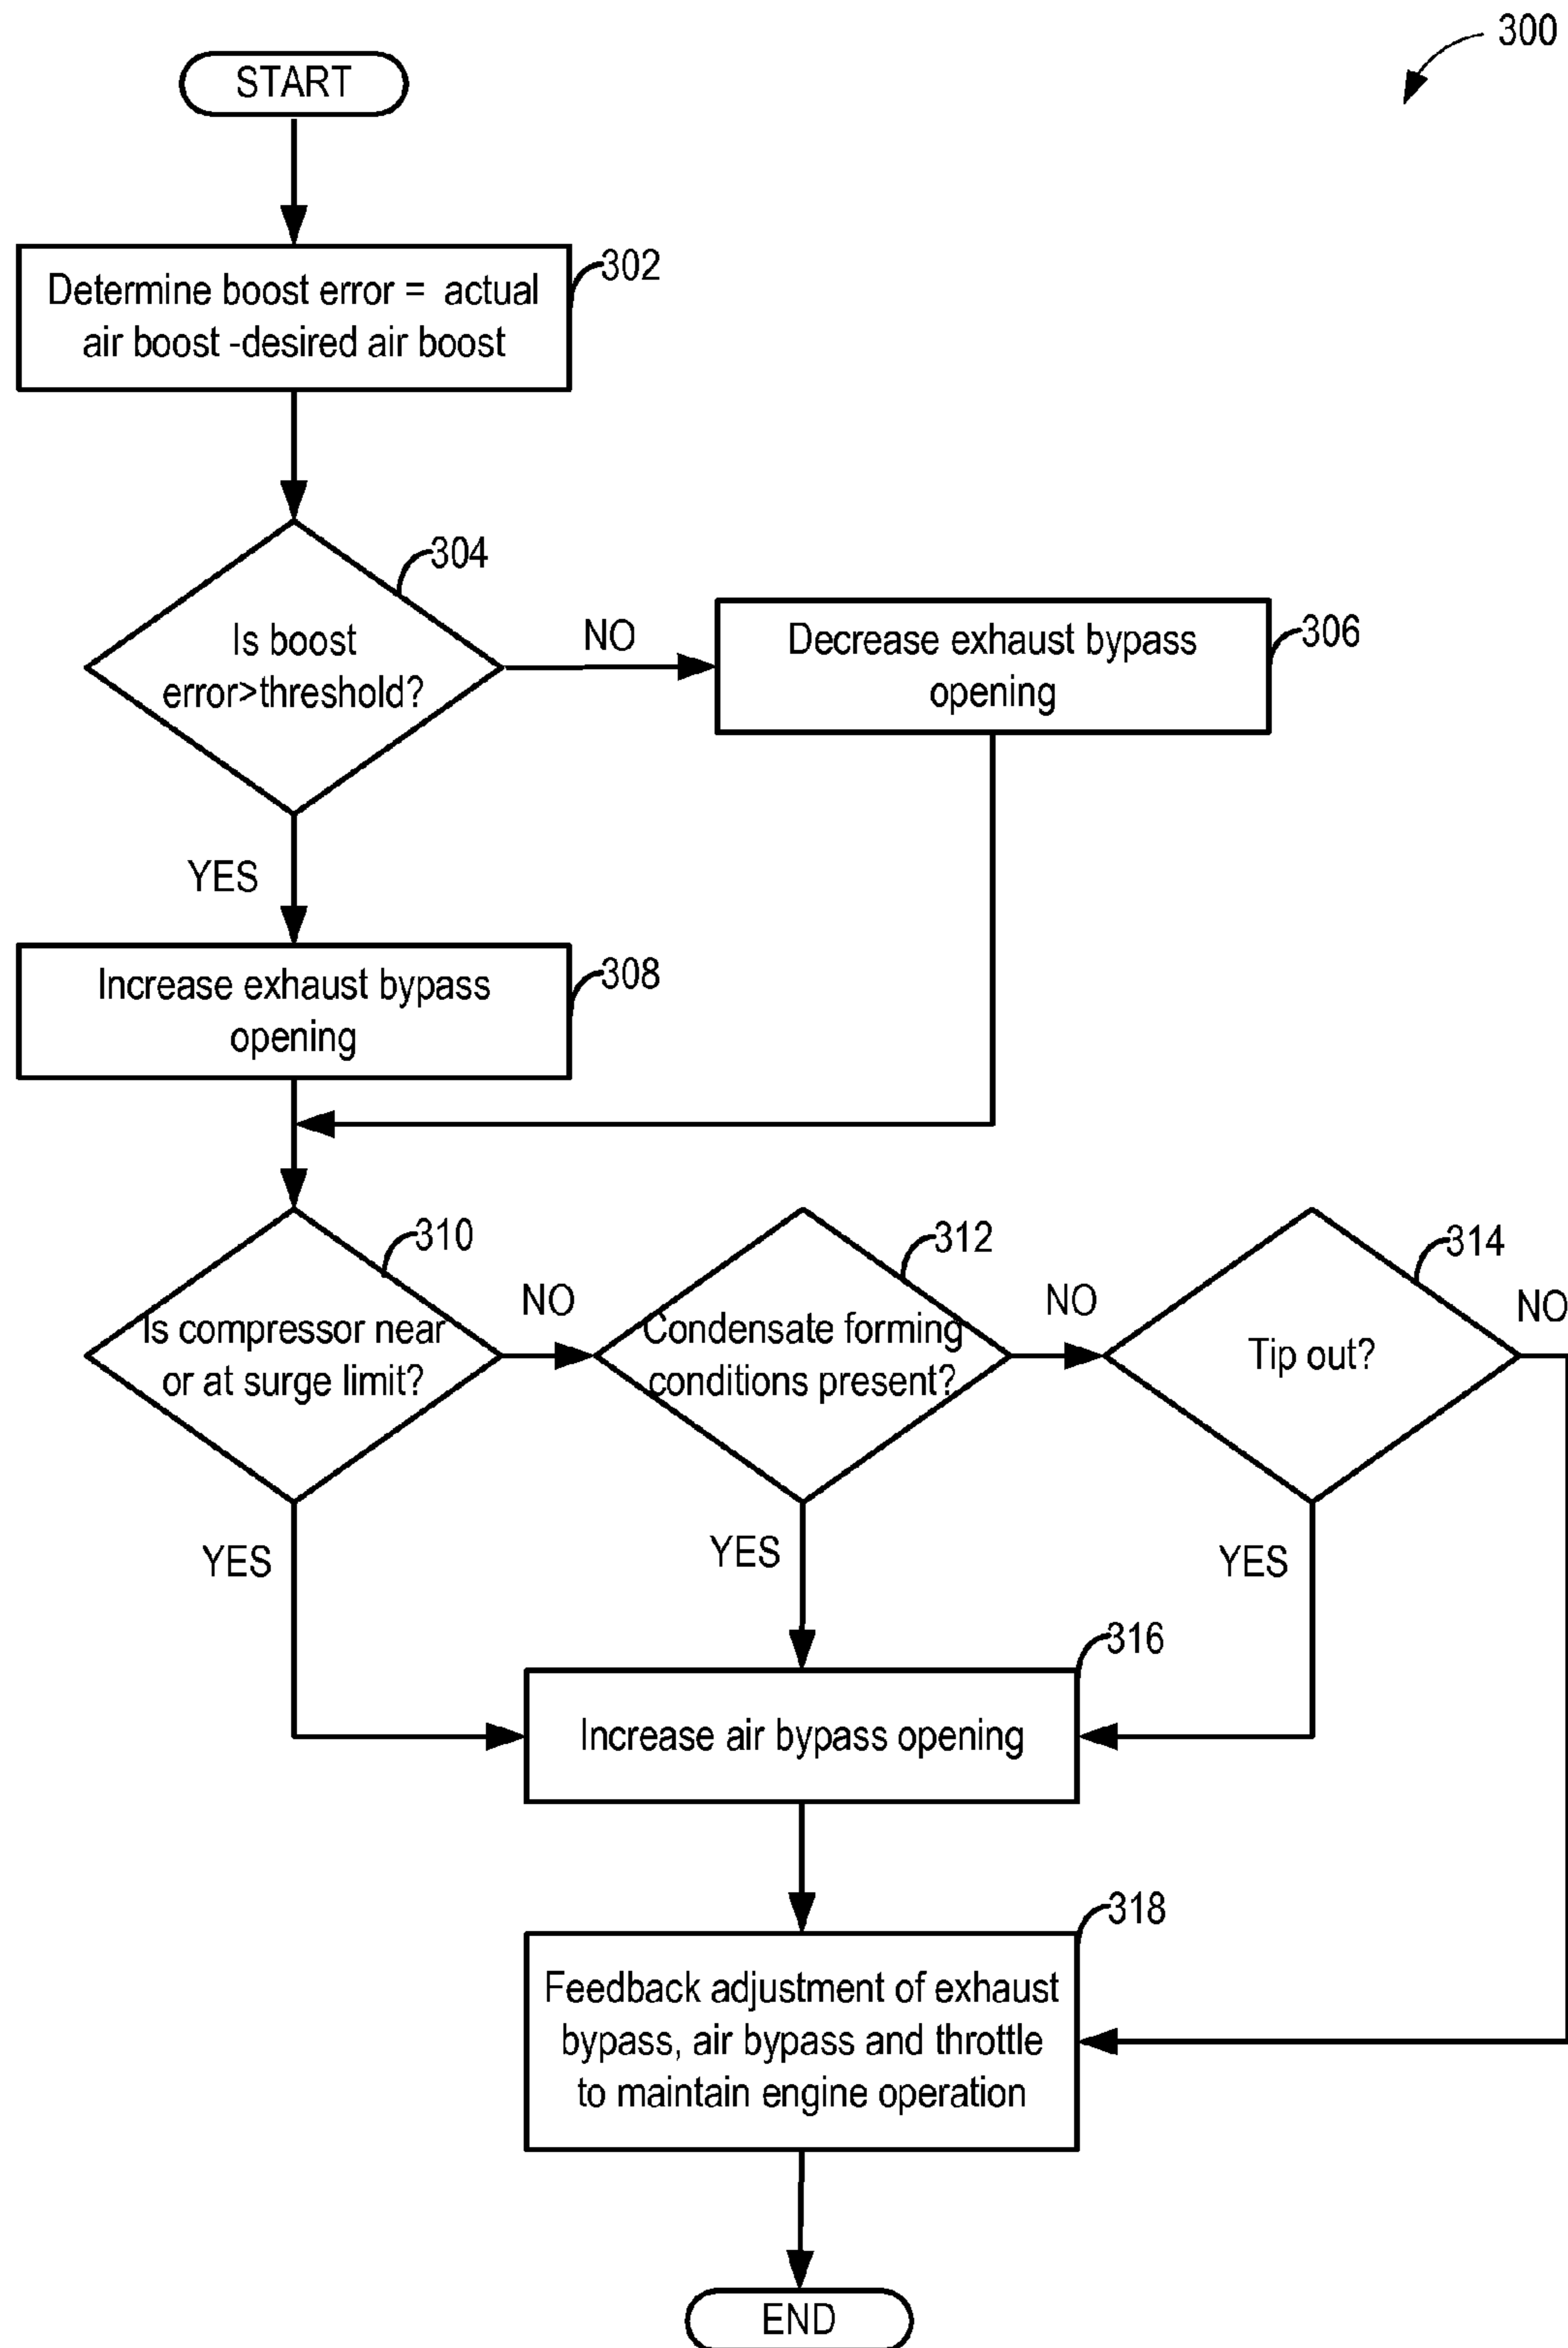 300
START
Determine boost error = actual
air boost -desired air boost
302
304
Is boost
error>threshold?
NO
Decrease exhaust bypass
opening
306
YES
Increase exhaust bypass
opening
308
310
Is compressor near
or at surge limit?
NO
312
Condensate forming
conditions present?
NO
314
Tip out?
NO
YES
YES
YES
316
Increase air bypass opening
318
Feedback adjustment of exhaust
bypass, air bypass and throttle
to maintain engine operation
END